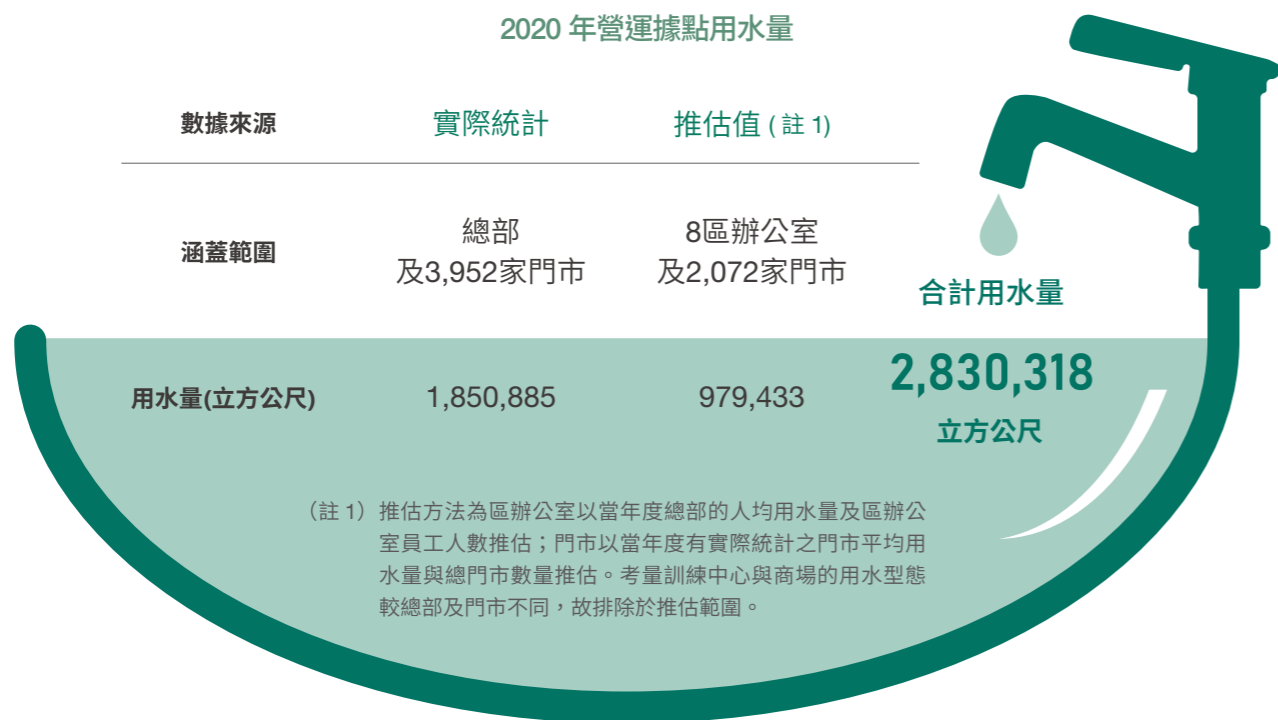 2020 年營運據點用水量
數據來源 實際統計 推估值 ( 註 1)
涵蓋範圍
總部
及3,952家門市
8區辦公室
及2,072家門市
合計用水量
用水量(立方公尺) 1,850,885 979,433
2,830,318
立方公尺
（註 1）推估方法為區辦公室以當年度總部的人均用水量及區辦公
室員工人數推估；門市以當年度有實際統計之門市平均用
水量與總門市數量推估。考量訓練中心與商場的用水型態
較總部及門市不同，故排除於推估範圍。